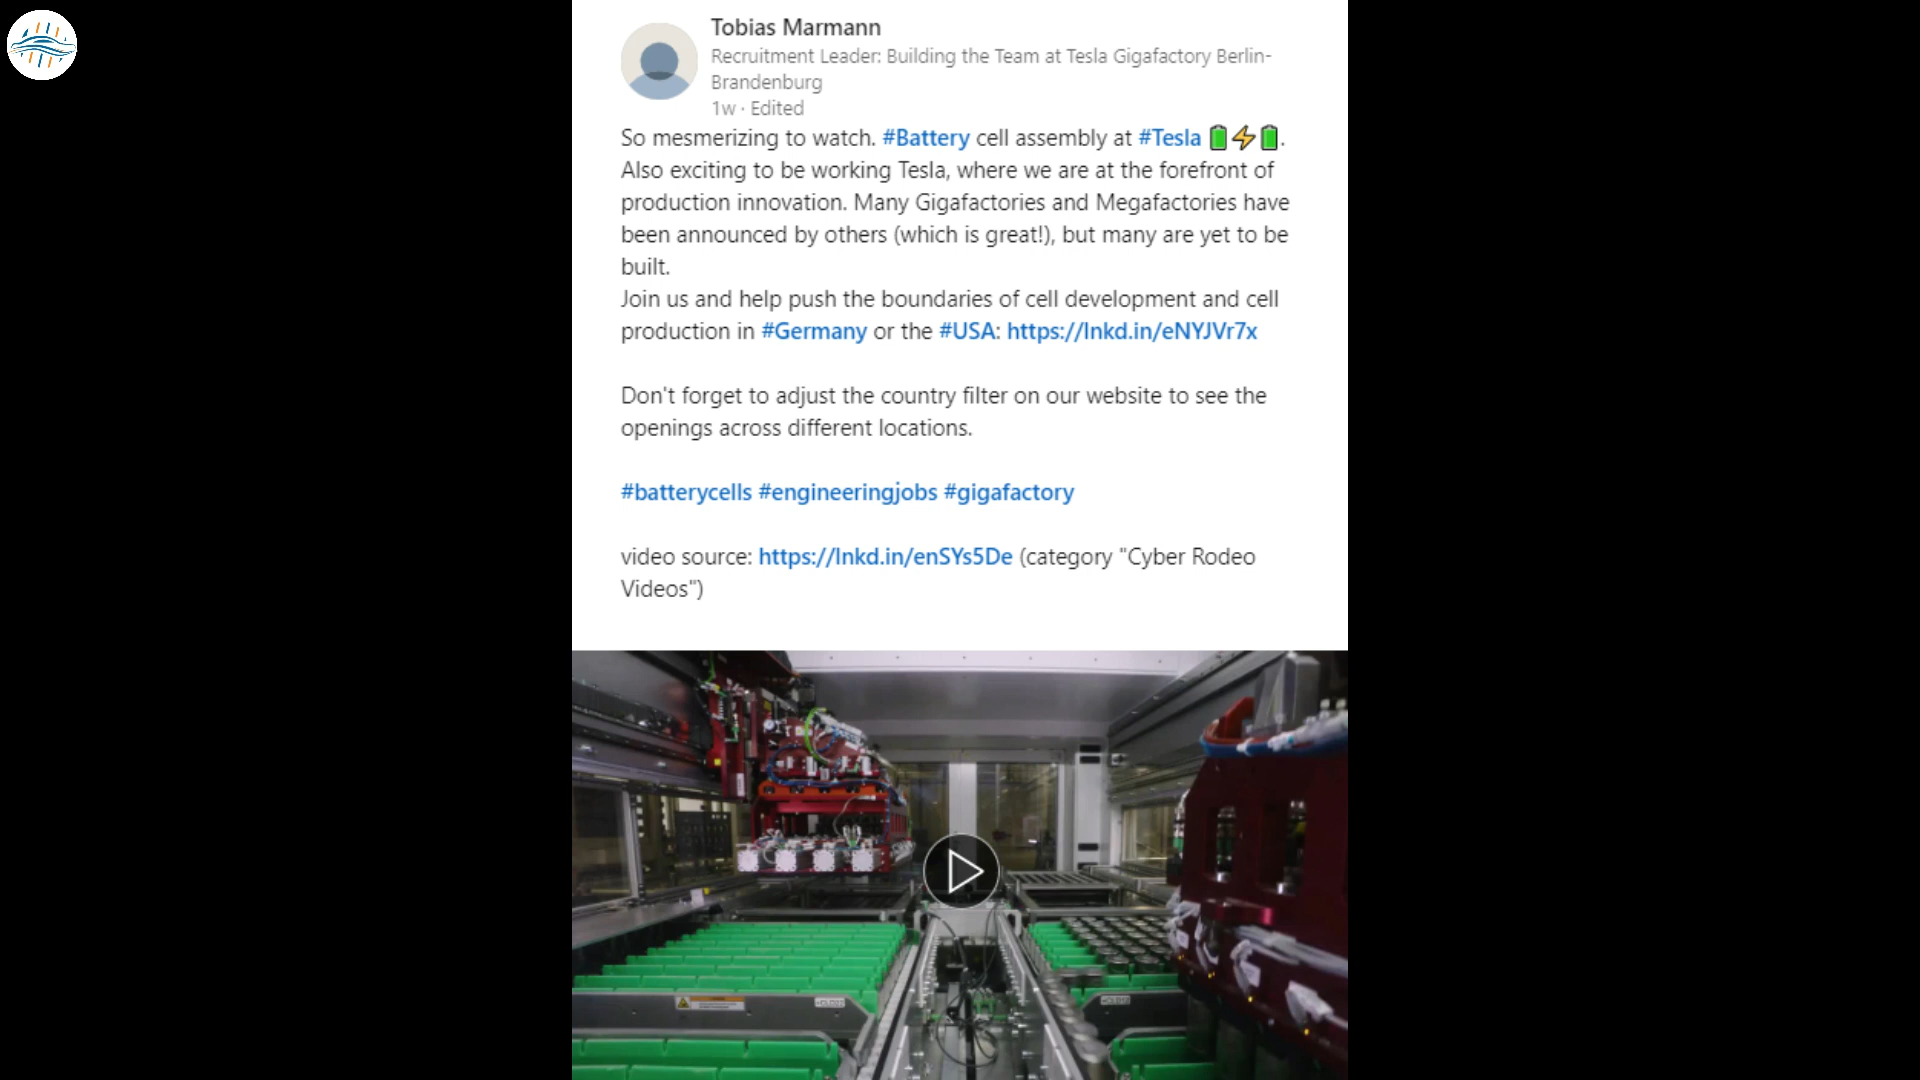 Tobias Marmann
Recruitment Leader: Building the Team at Tesla Gigafactory Berlin-
Brandenburg
1w · Edited
So mesmerizing to watch. #Battery cell assembly at #Tesla 🔋⚡🔋.
Also exciting to be working Tesla, where we are at the forefront of
production innovation. Many Gigafactories and Megafactories have
been announced by others (which is great!), but many are yet to be
built.
Join us and help push the boundaries of cell development and cell
production in #Germany or the #USA: https://lnkd.in/eNYJVr7x
Don't forget to adjust the country filter on our website to see the
openings across different locations.
#batterycells #engineeringjobs #gigafactory
video source: https://lnkd.in/enSYs5De (category "Cyber Rodeo
Videos")